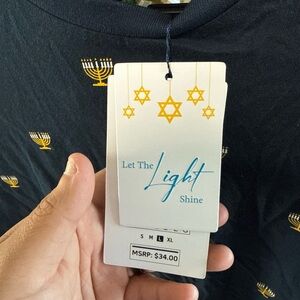 Let The
Light
Shine
S M L XL
MSRP: $34.00